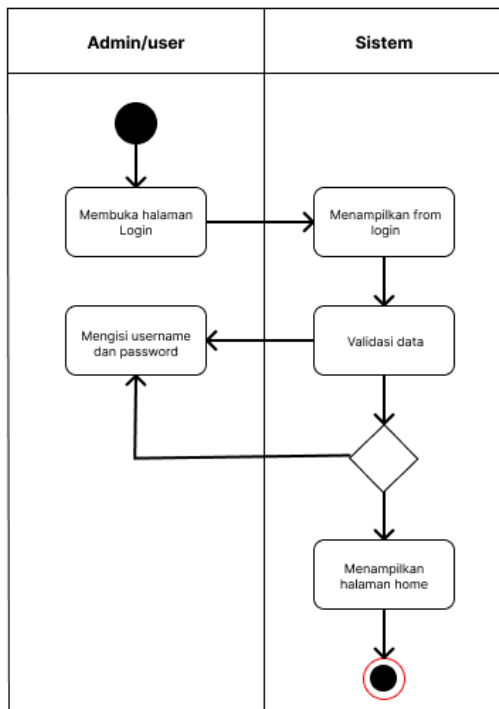 Admin/user
Sistem
Membuka halaman
Login
Menampilkan from
login
Mengisi username
dan password
Validasi data
Menampilkan
halaman home